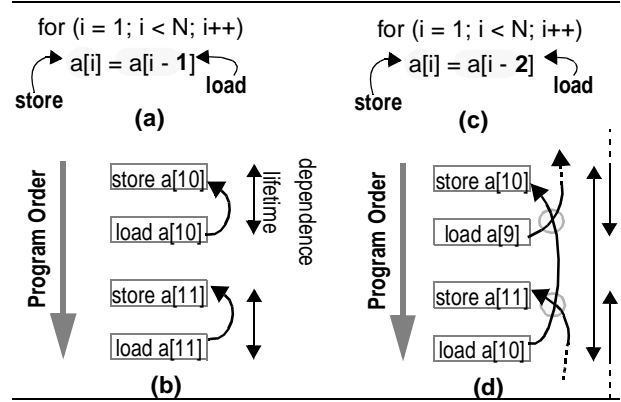 for (i = 1; i < N; i++)
a[i] = a[i - 1]
store
load
(a)
for (i = 1; i < N; i++)
a[i] = a[i - 2]
store
load
(c)
Program Order
store a[10]
load a[10]
store a[11]
load a[11]
dependence
lifetime
(b)
Program Order
store a[10]
load a[9]
store a[11]
load a[10]
(d)